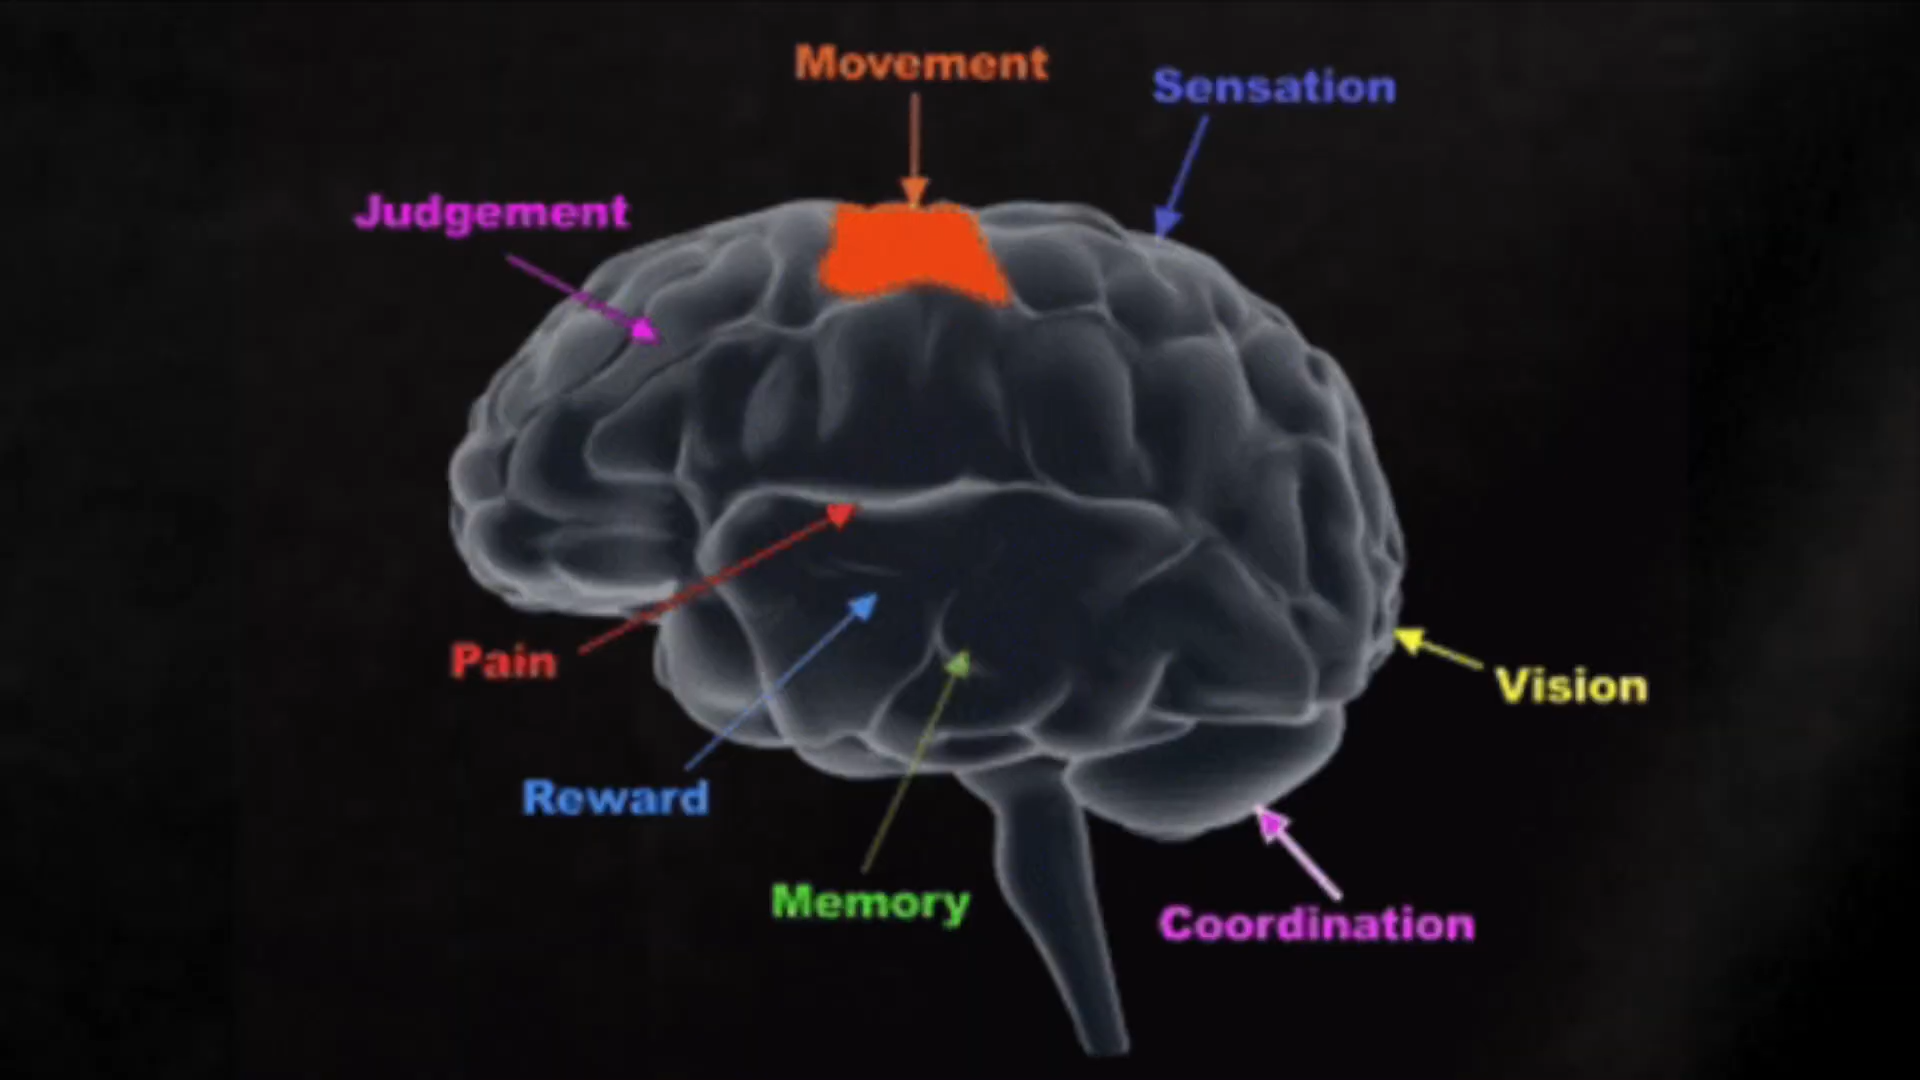 Movement
Sensation
Judgement
Pain
Vision
Reward
Memory
Coordination